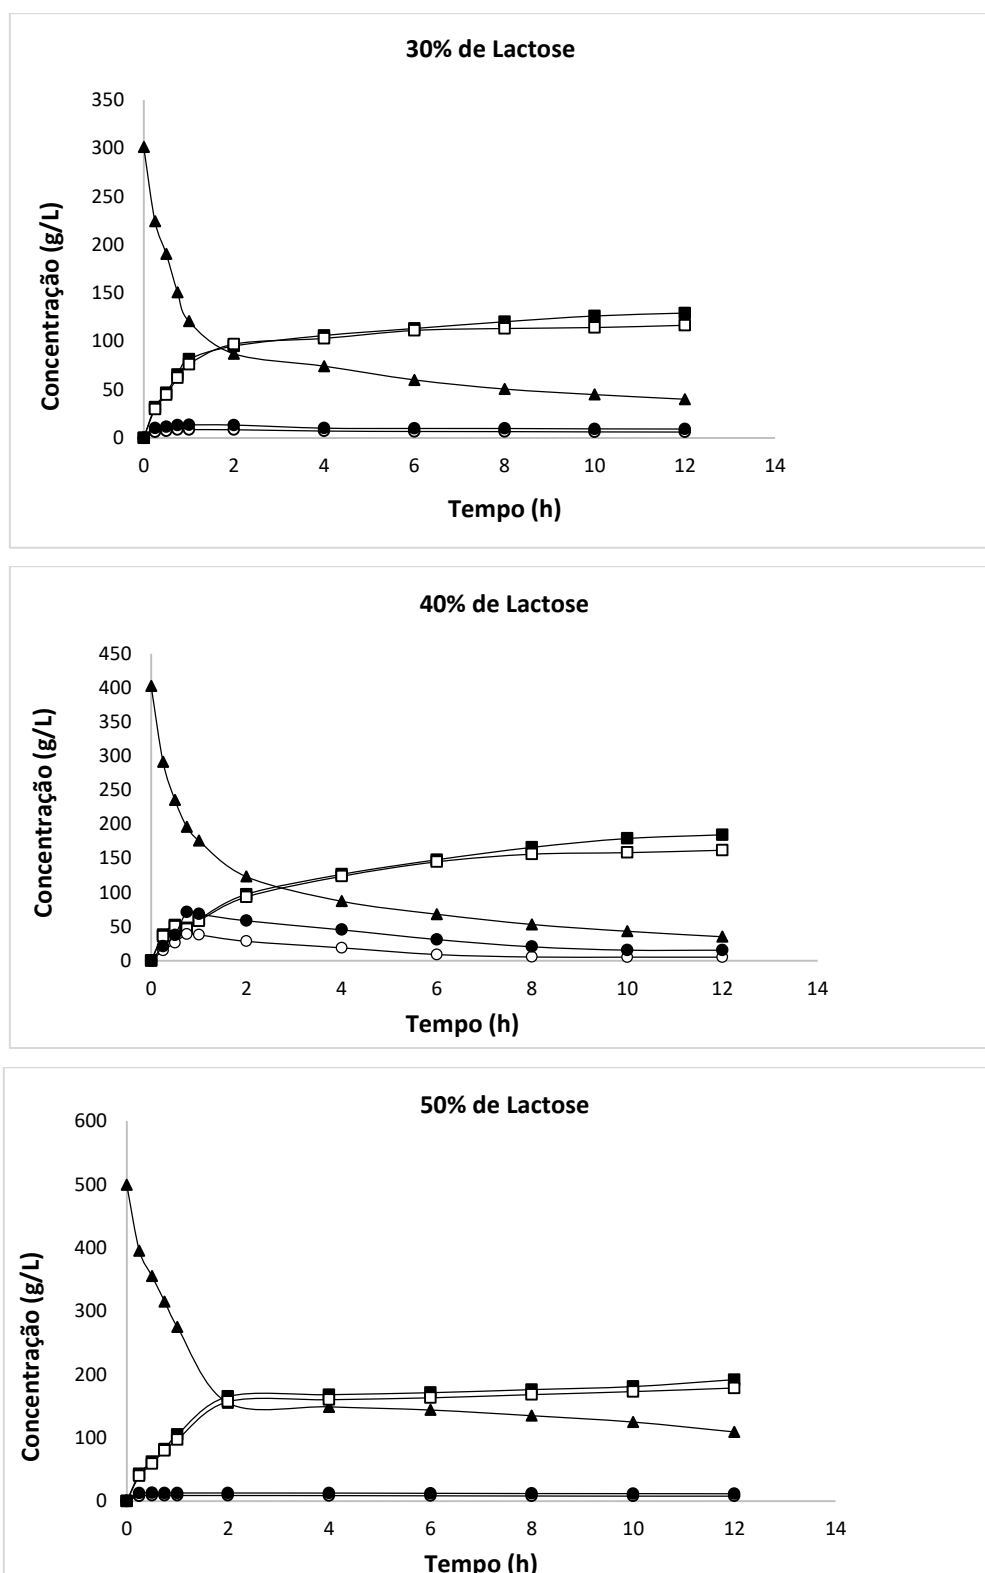 30% de Lactose
350
300
250
200
150
100
50
0
Concentração (g/L)
0 2 4 6 8 10 12 14
Tempo (h)
40% de Lactose
450
400
350
300
250
200
150
100
50
0
Concentração (g/L)
0 2 4 6 8 10 12 14
Tempo (h)
50% de Lactose
600
500
400
300
200
100
0
Concentração (g/L)
0 2 4 6 8 10 12 14
Tempo (h)